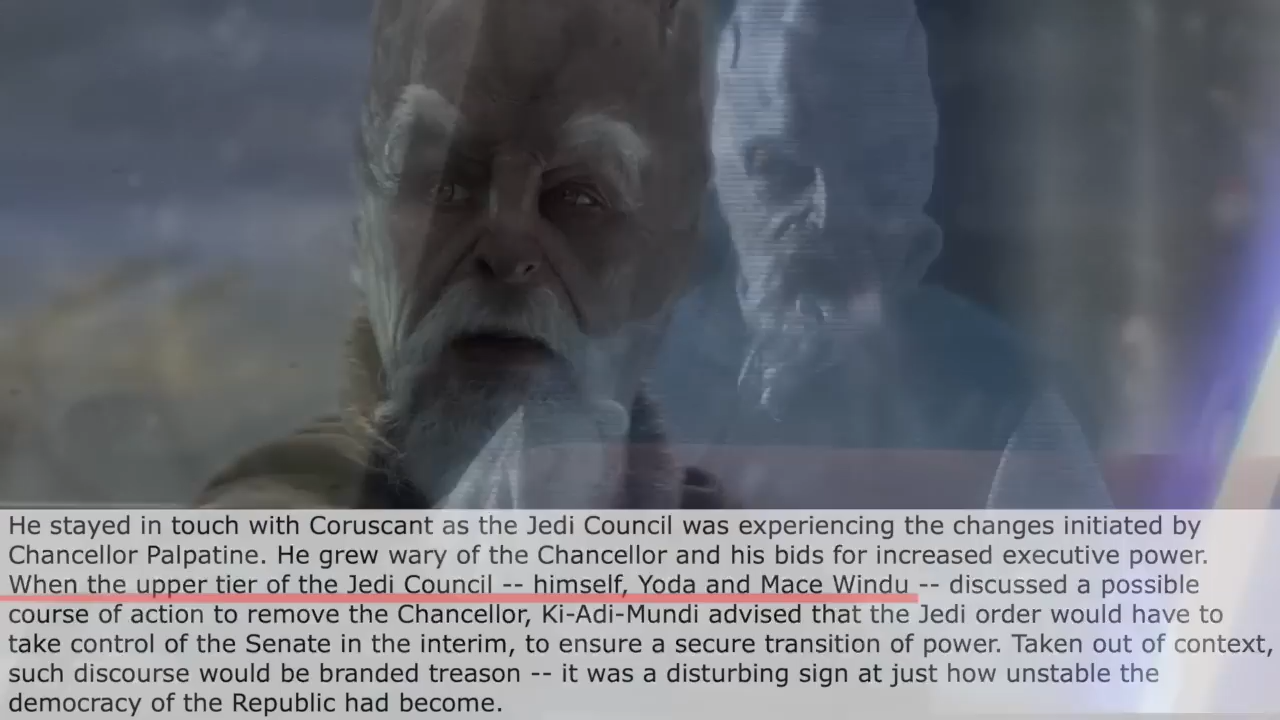 He stayed in touch with Coruscant as the Jedi Council was experiencing the changes initiated by
Chancellor Palpatine. He grew wary of the Chancellor and his bids for increased executive power.
When the upper tier of the Jedi Council -- himself, Yoda and Mace Windu -- discussed a possible
course of action to remove the Chancellor, Ki-Adi-Mundi advised that the Jedi order would have to
take control of the Senate in the interim, to ensure a secure transition of power. Taken out of context,
such discourse would be branded treason -- it was a disturbing sign at just how unstable the
democracy of the Republic had become.